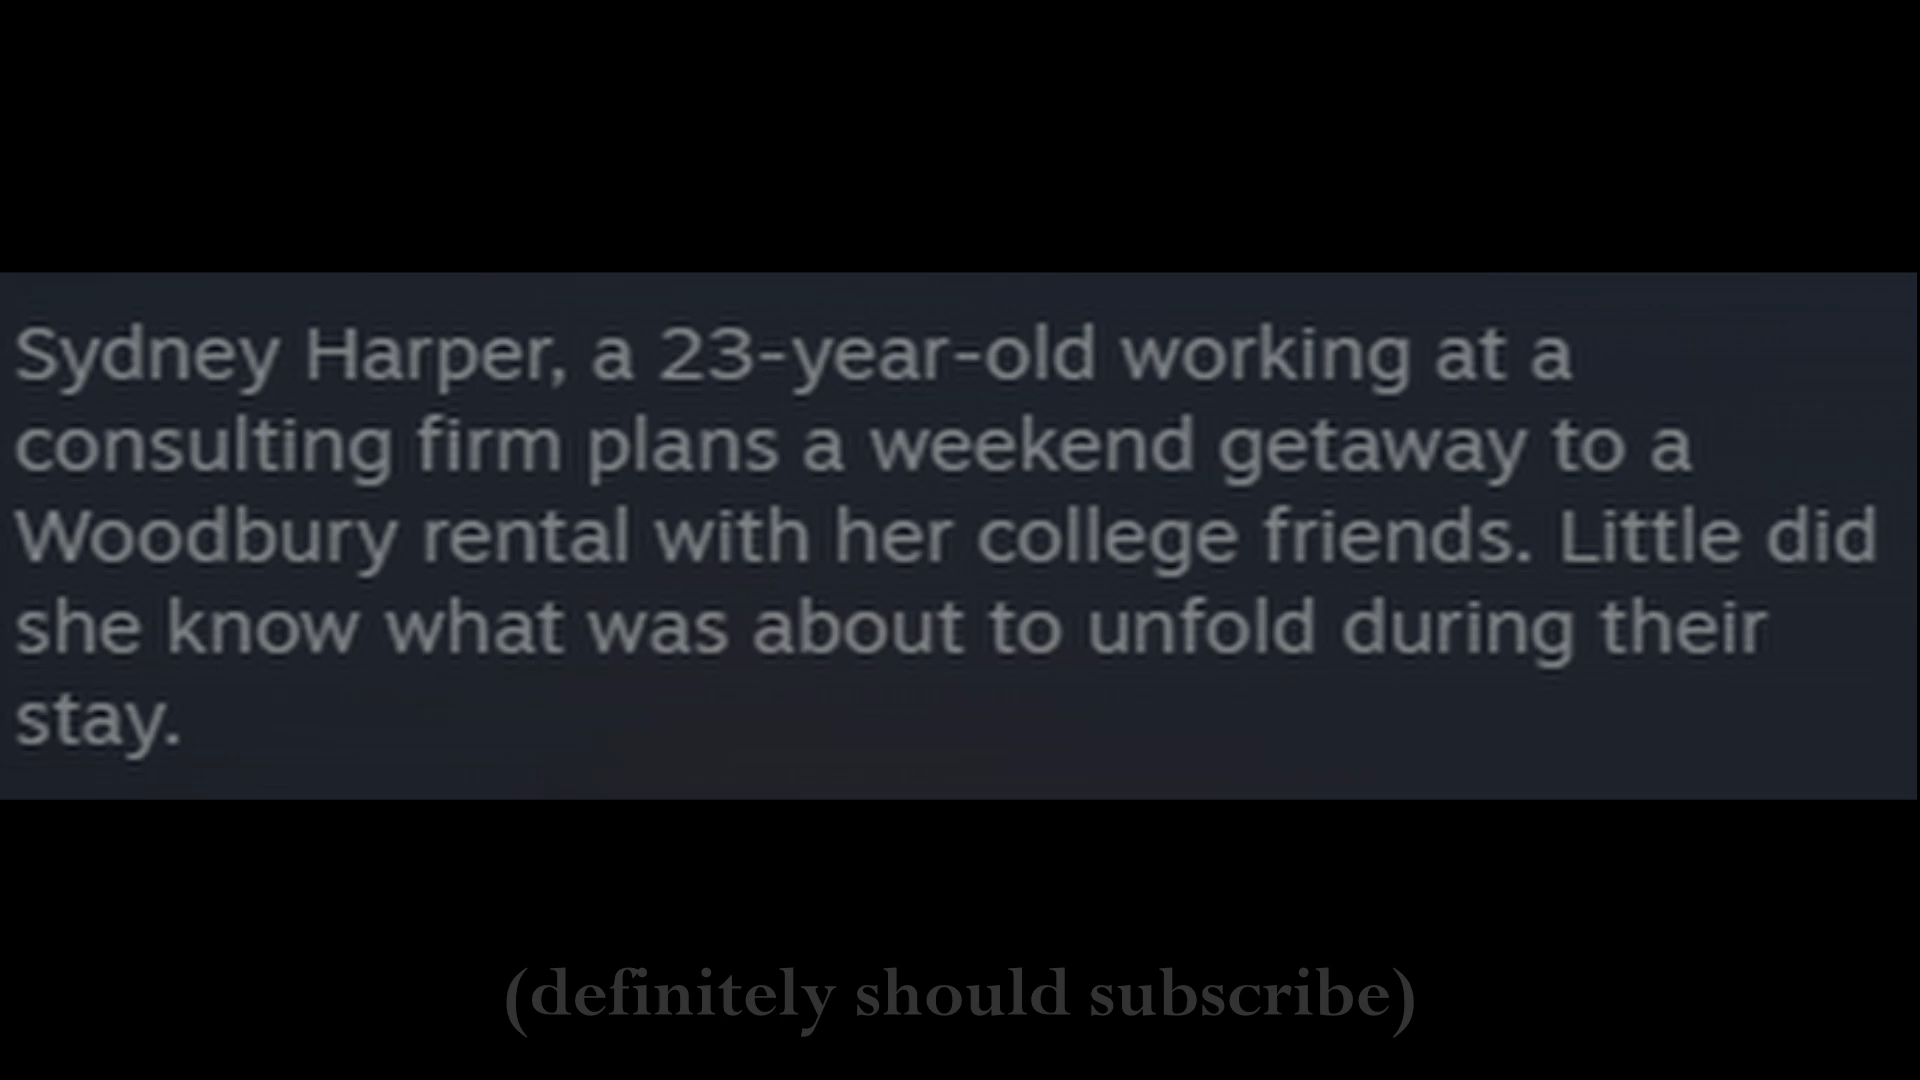 Sydney Harper, a 23-year-old working at a
consulting firm plans a weekend getaway to a
Woodbury rental with her college friends. Little did
she know what was about to unfold during their
stay.
(definitely should subscribe)